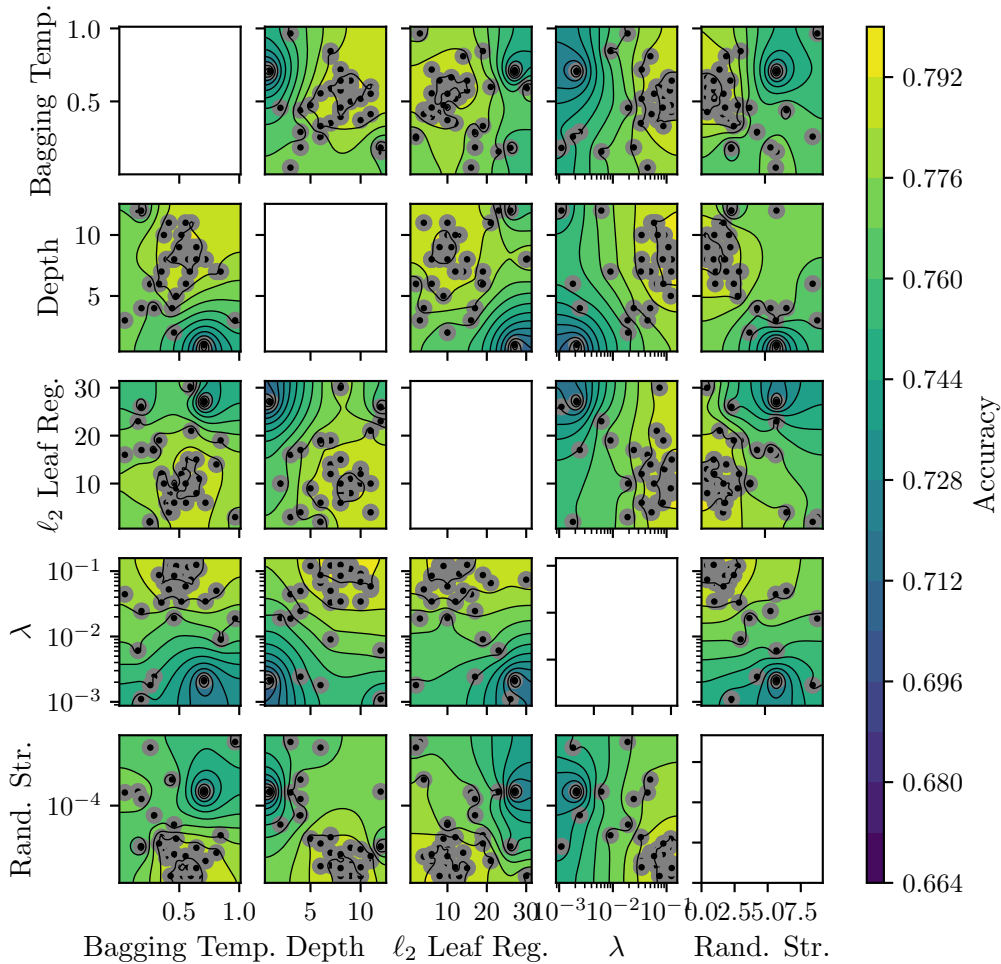 Bagging Temp.
1.0
0.5
Depth
10
5
ℓ₂ Leaf Reg.
30
20
10
λ
10⁻¹
10⁻²
10⁻³
Rand. Str.
10⁻⁴
0.5 1.0
5 10
10 20 30
10⁻³ 10⁻² 10⁻¹
0.0 2.5 5.0 7.5
Bagging Temp. Depth ℓ₂ Leaf Reg. λ Rand. Str.
0.792
0.776
0.760
0.744
0.728
0.712
0.696
0.680
0.664
Accuracy